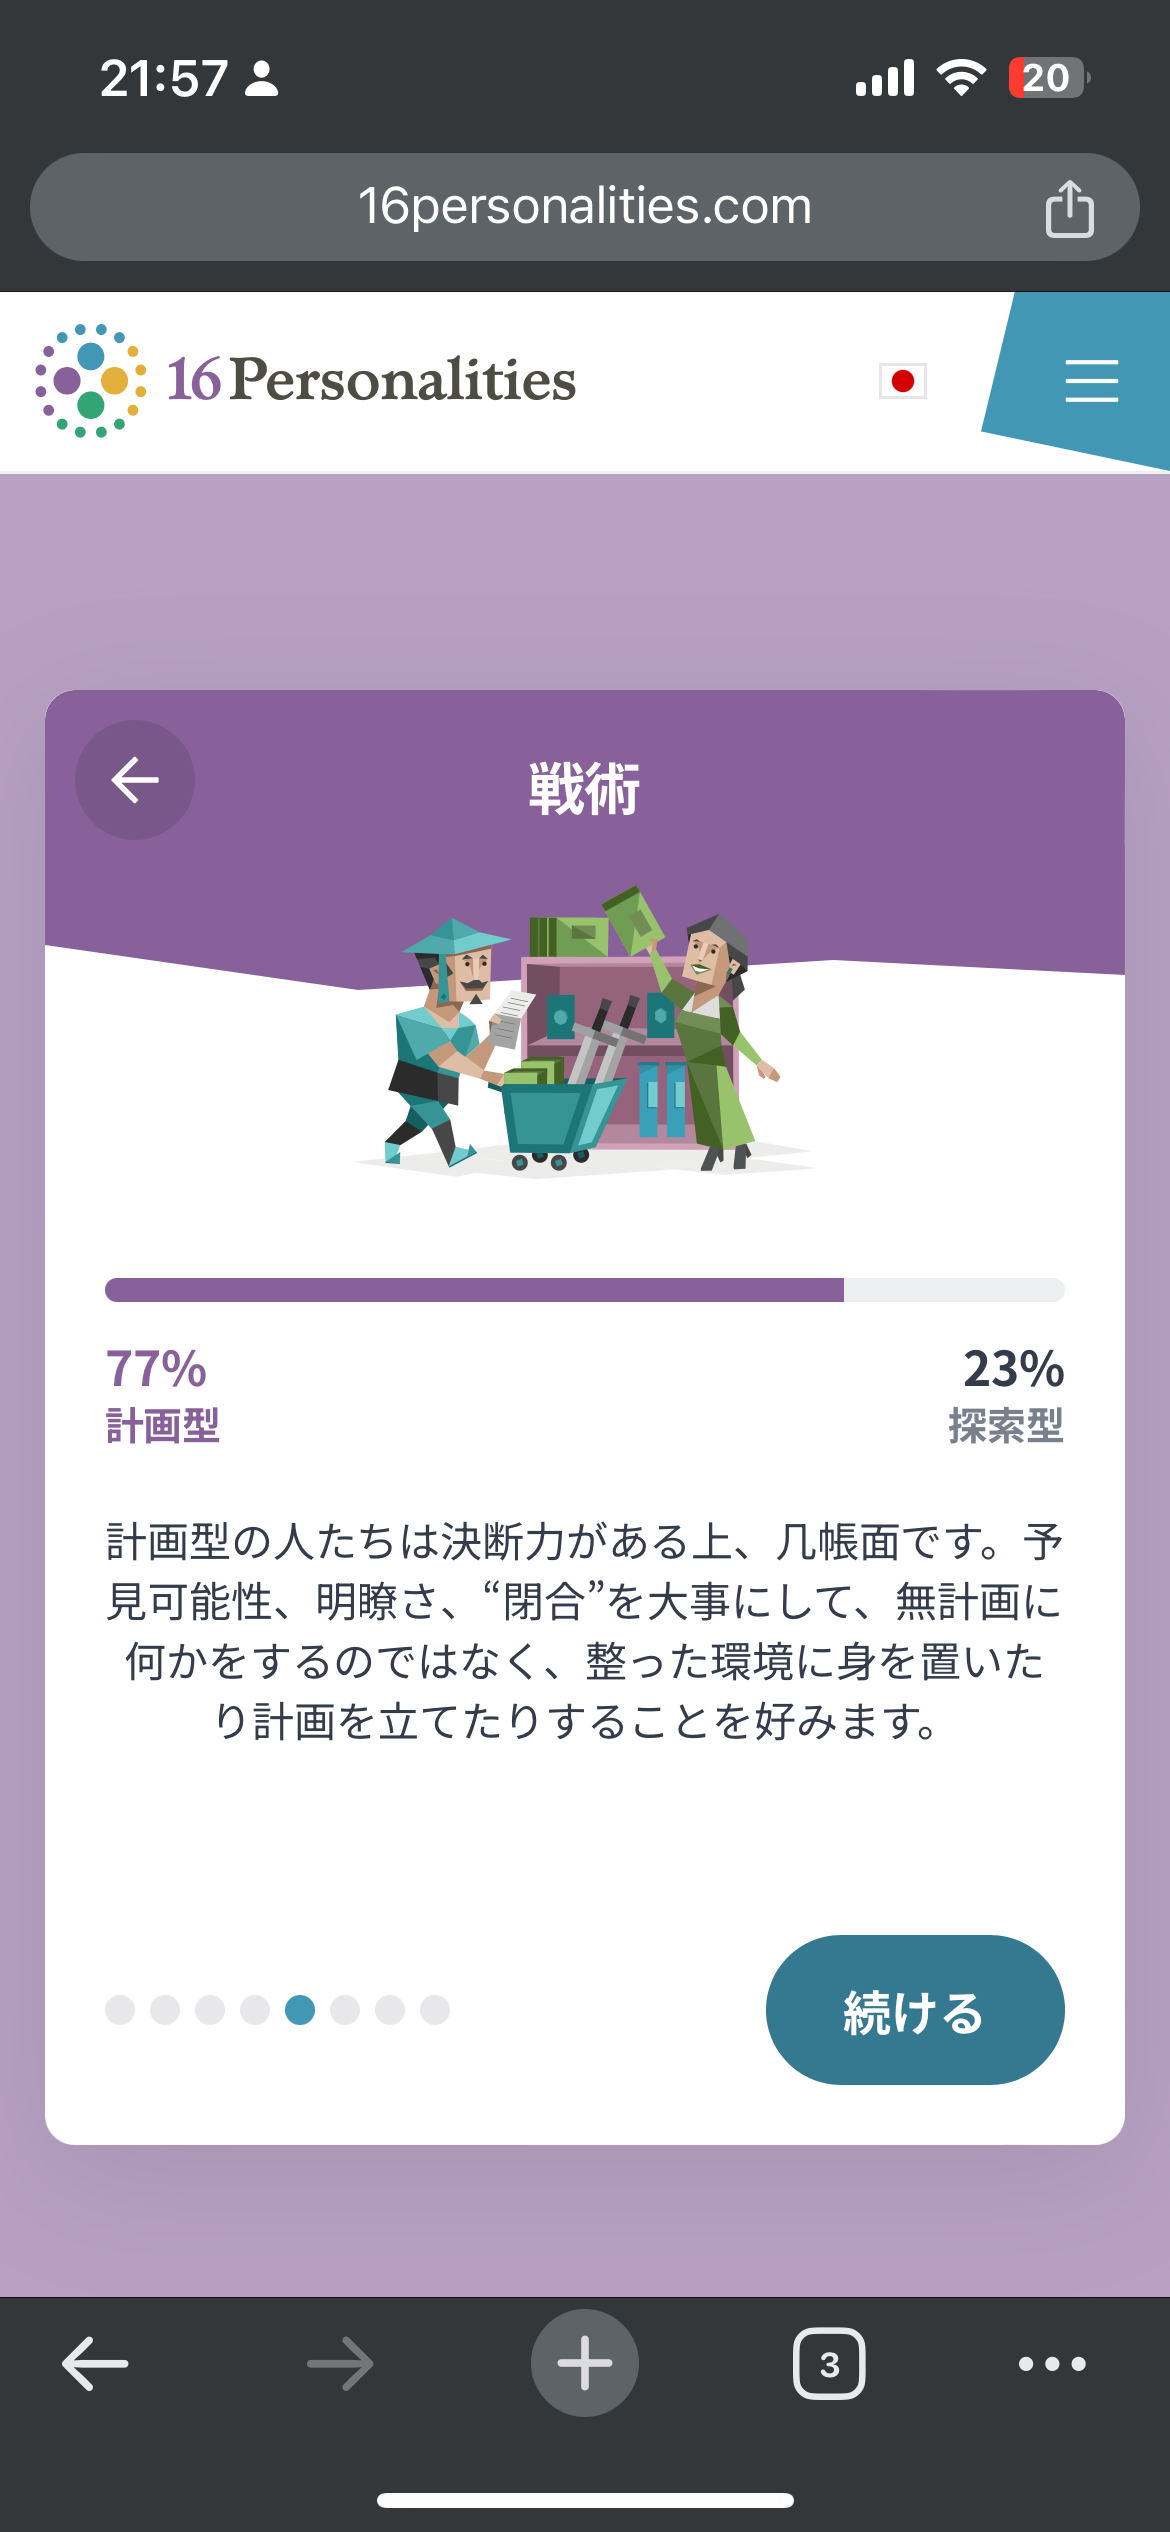 21:57
20
16personalities.com
16Personalities
戦術
77%
23%
計画型
探索型
計画型の人たちは決断力がある上、几帳面です。予
見可能性、明瞭さ、“閉合”を大事にして、無計画に
何かをするのではなく、整った環境に身を置いた
り計画を立てたりすることを好みます。
続ける
3